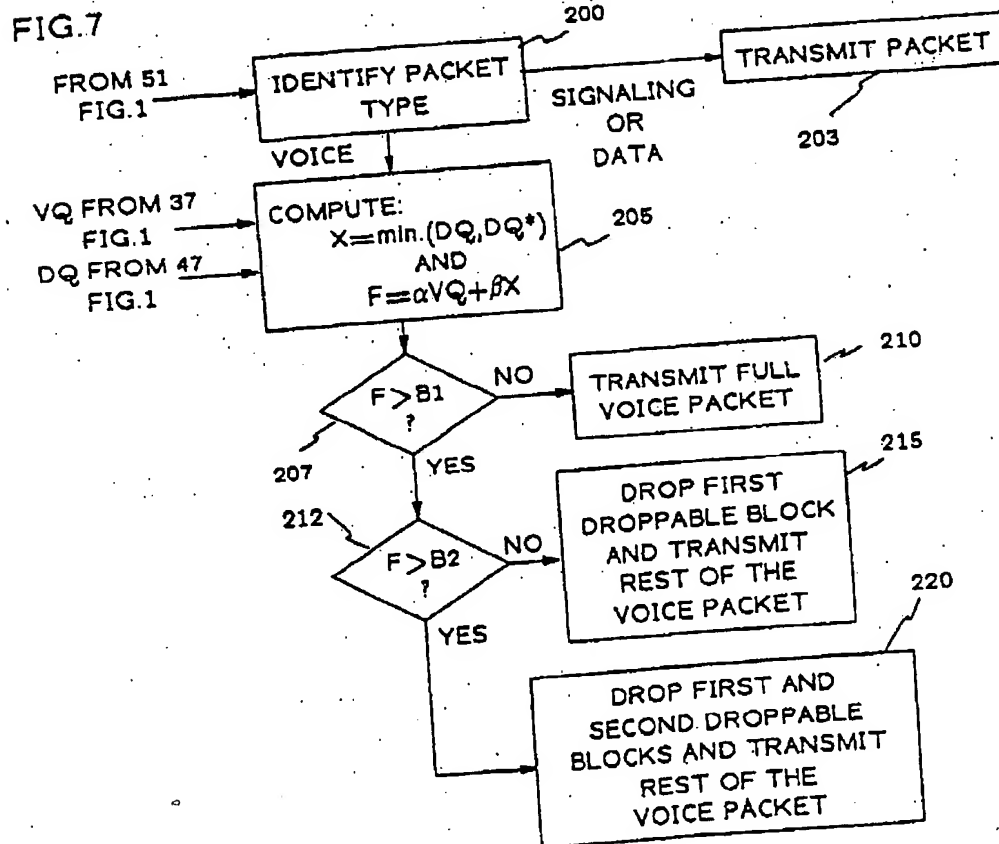 FIG.7
200
FROM 51
FIG.1
IDENTIFY PACKET
TYPE
SIGNALING
OR
DATA
TRANSMIT PACKET
203
VOICE
VQ FROM 37
FIG.1
DQ FROM 47
FIG.1
COMPUTE:
X=min.(DQ,DQ*)
AND
F=αVQ+βX
205
F>B1
?
207
NO
TRANSMIT FULL
VOICE PACKET
210
YES
212
F>B2
?
NO
DROP FIRST
DROPPABLE BLOCK
AND TRANSMIT
REST OF THE
VOICE PACKET
215
YES
DROP FIRST AND
SECOND DROPPABLE
BLOCKS AND TRANSMIT
REST OF THE
VOICE PACKET
220